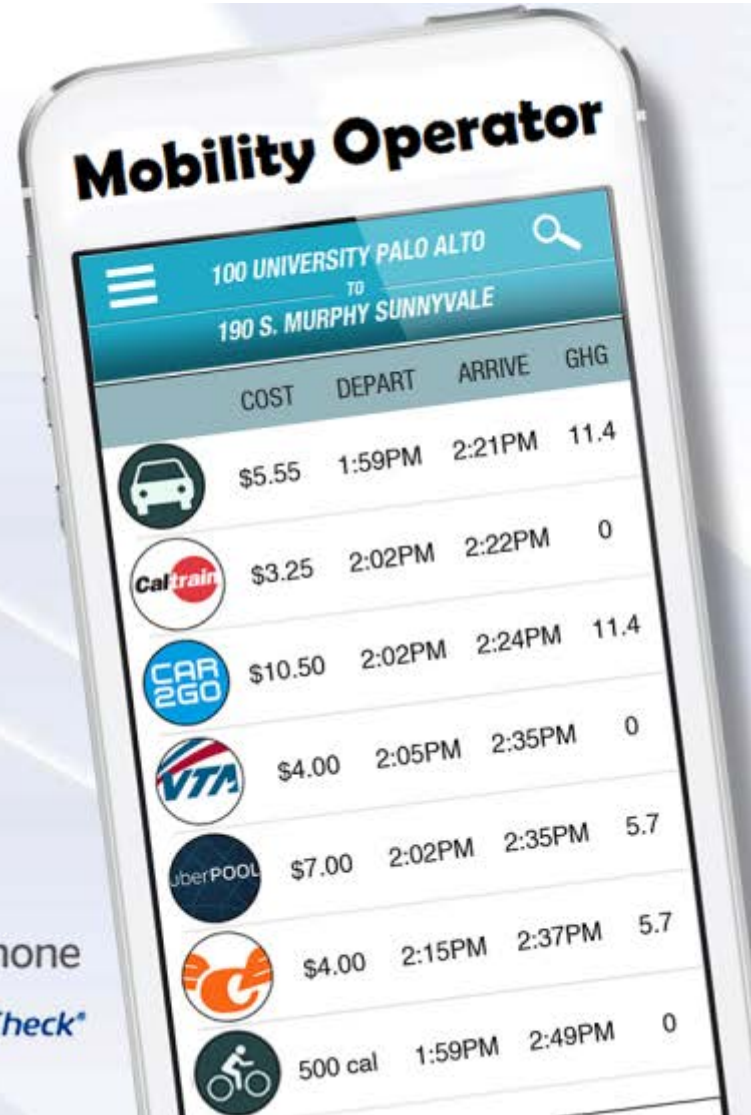 Mobility Operator
100 UNIVERSITY PALO ALTO
TO
190 S. MURPHY SUNNYVALE
COST DEPART ARRIVE GHG
$5.55 1:59PM 2:21PM 11.4
Caltrain $3.25 2:02PM 2:22PM 0
CAR
2GO $10.50 2:02PM 2:24PM 11.4
VTA $4.00 2:05PM 2:35PM 0
uberPOOL $7.00 2:02PM 2:35PM 5.7
$4.00 2:15PM 2:37PM 5.7
500 cal 1:59PM 2:49PM 0